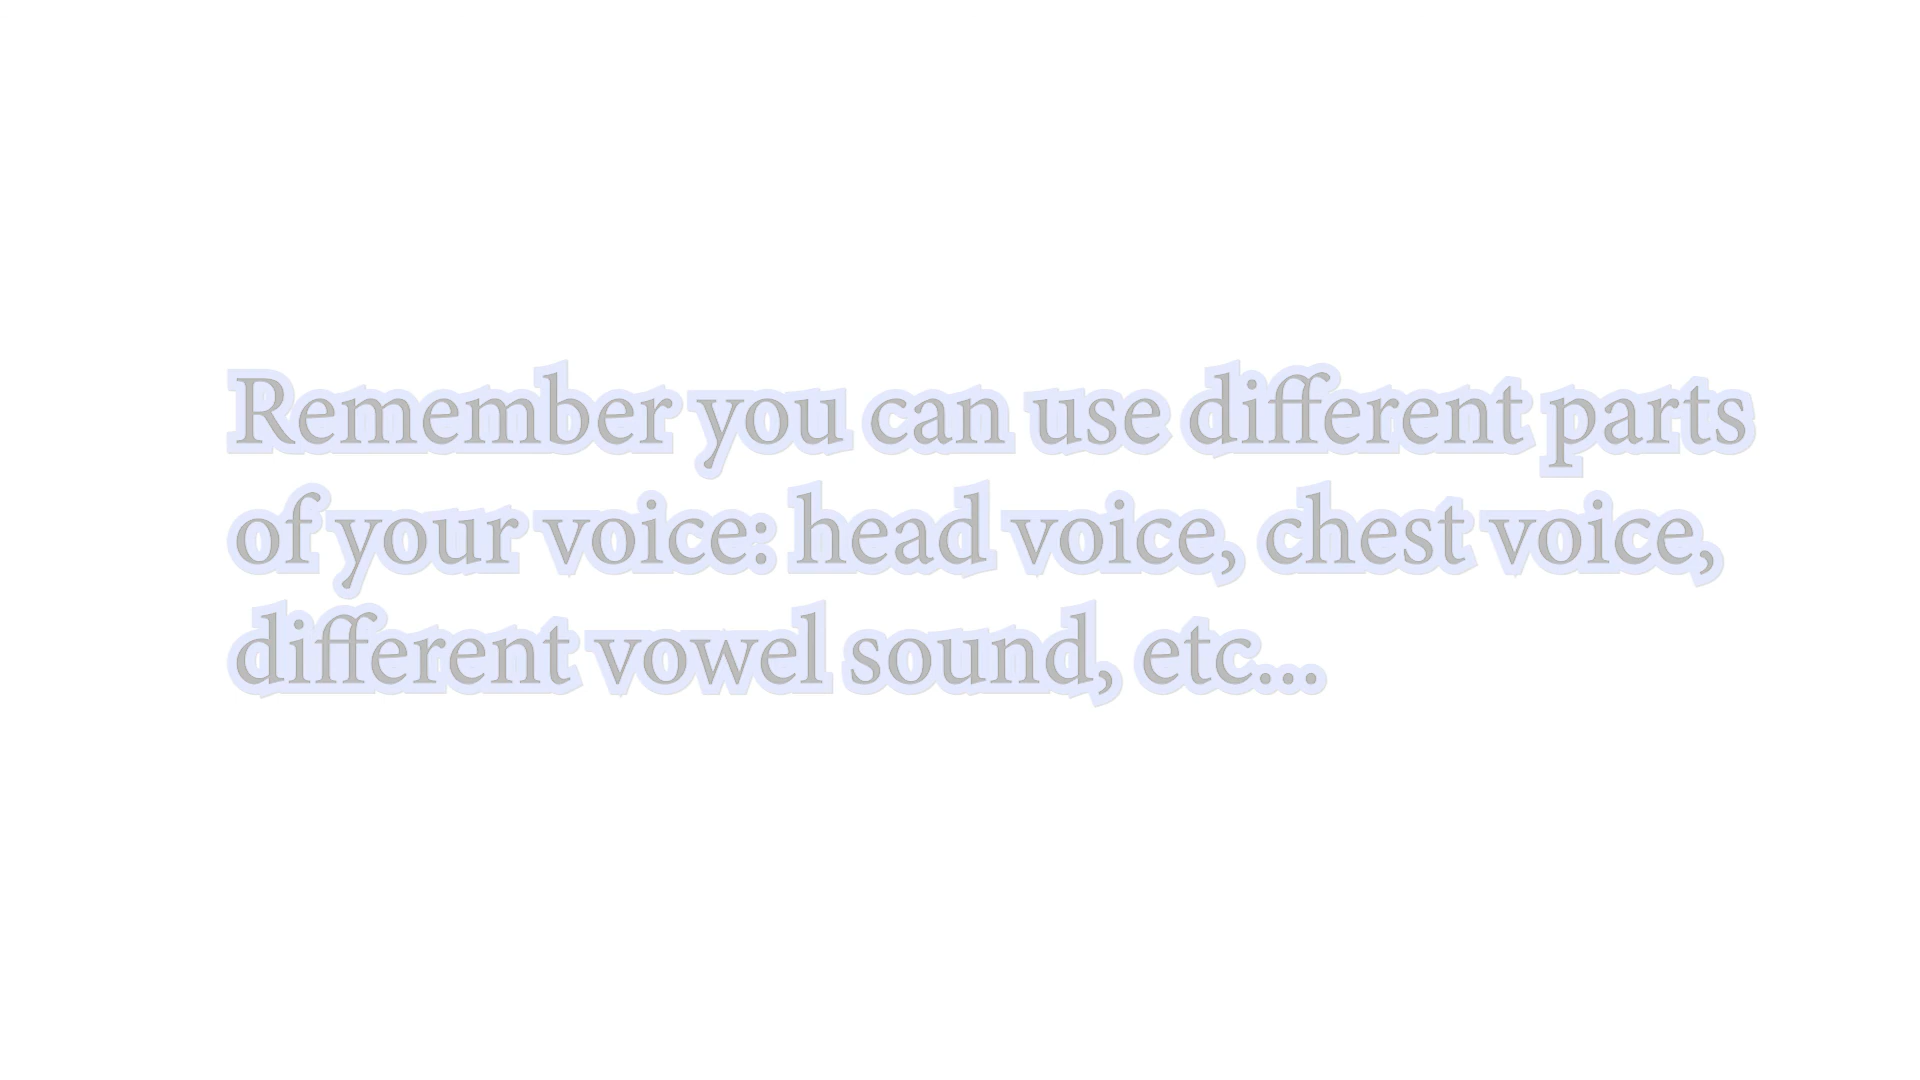 Remember you can use different parts
of your voice: head voice, chest voice,
different vowel sound, etc...